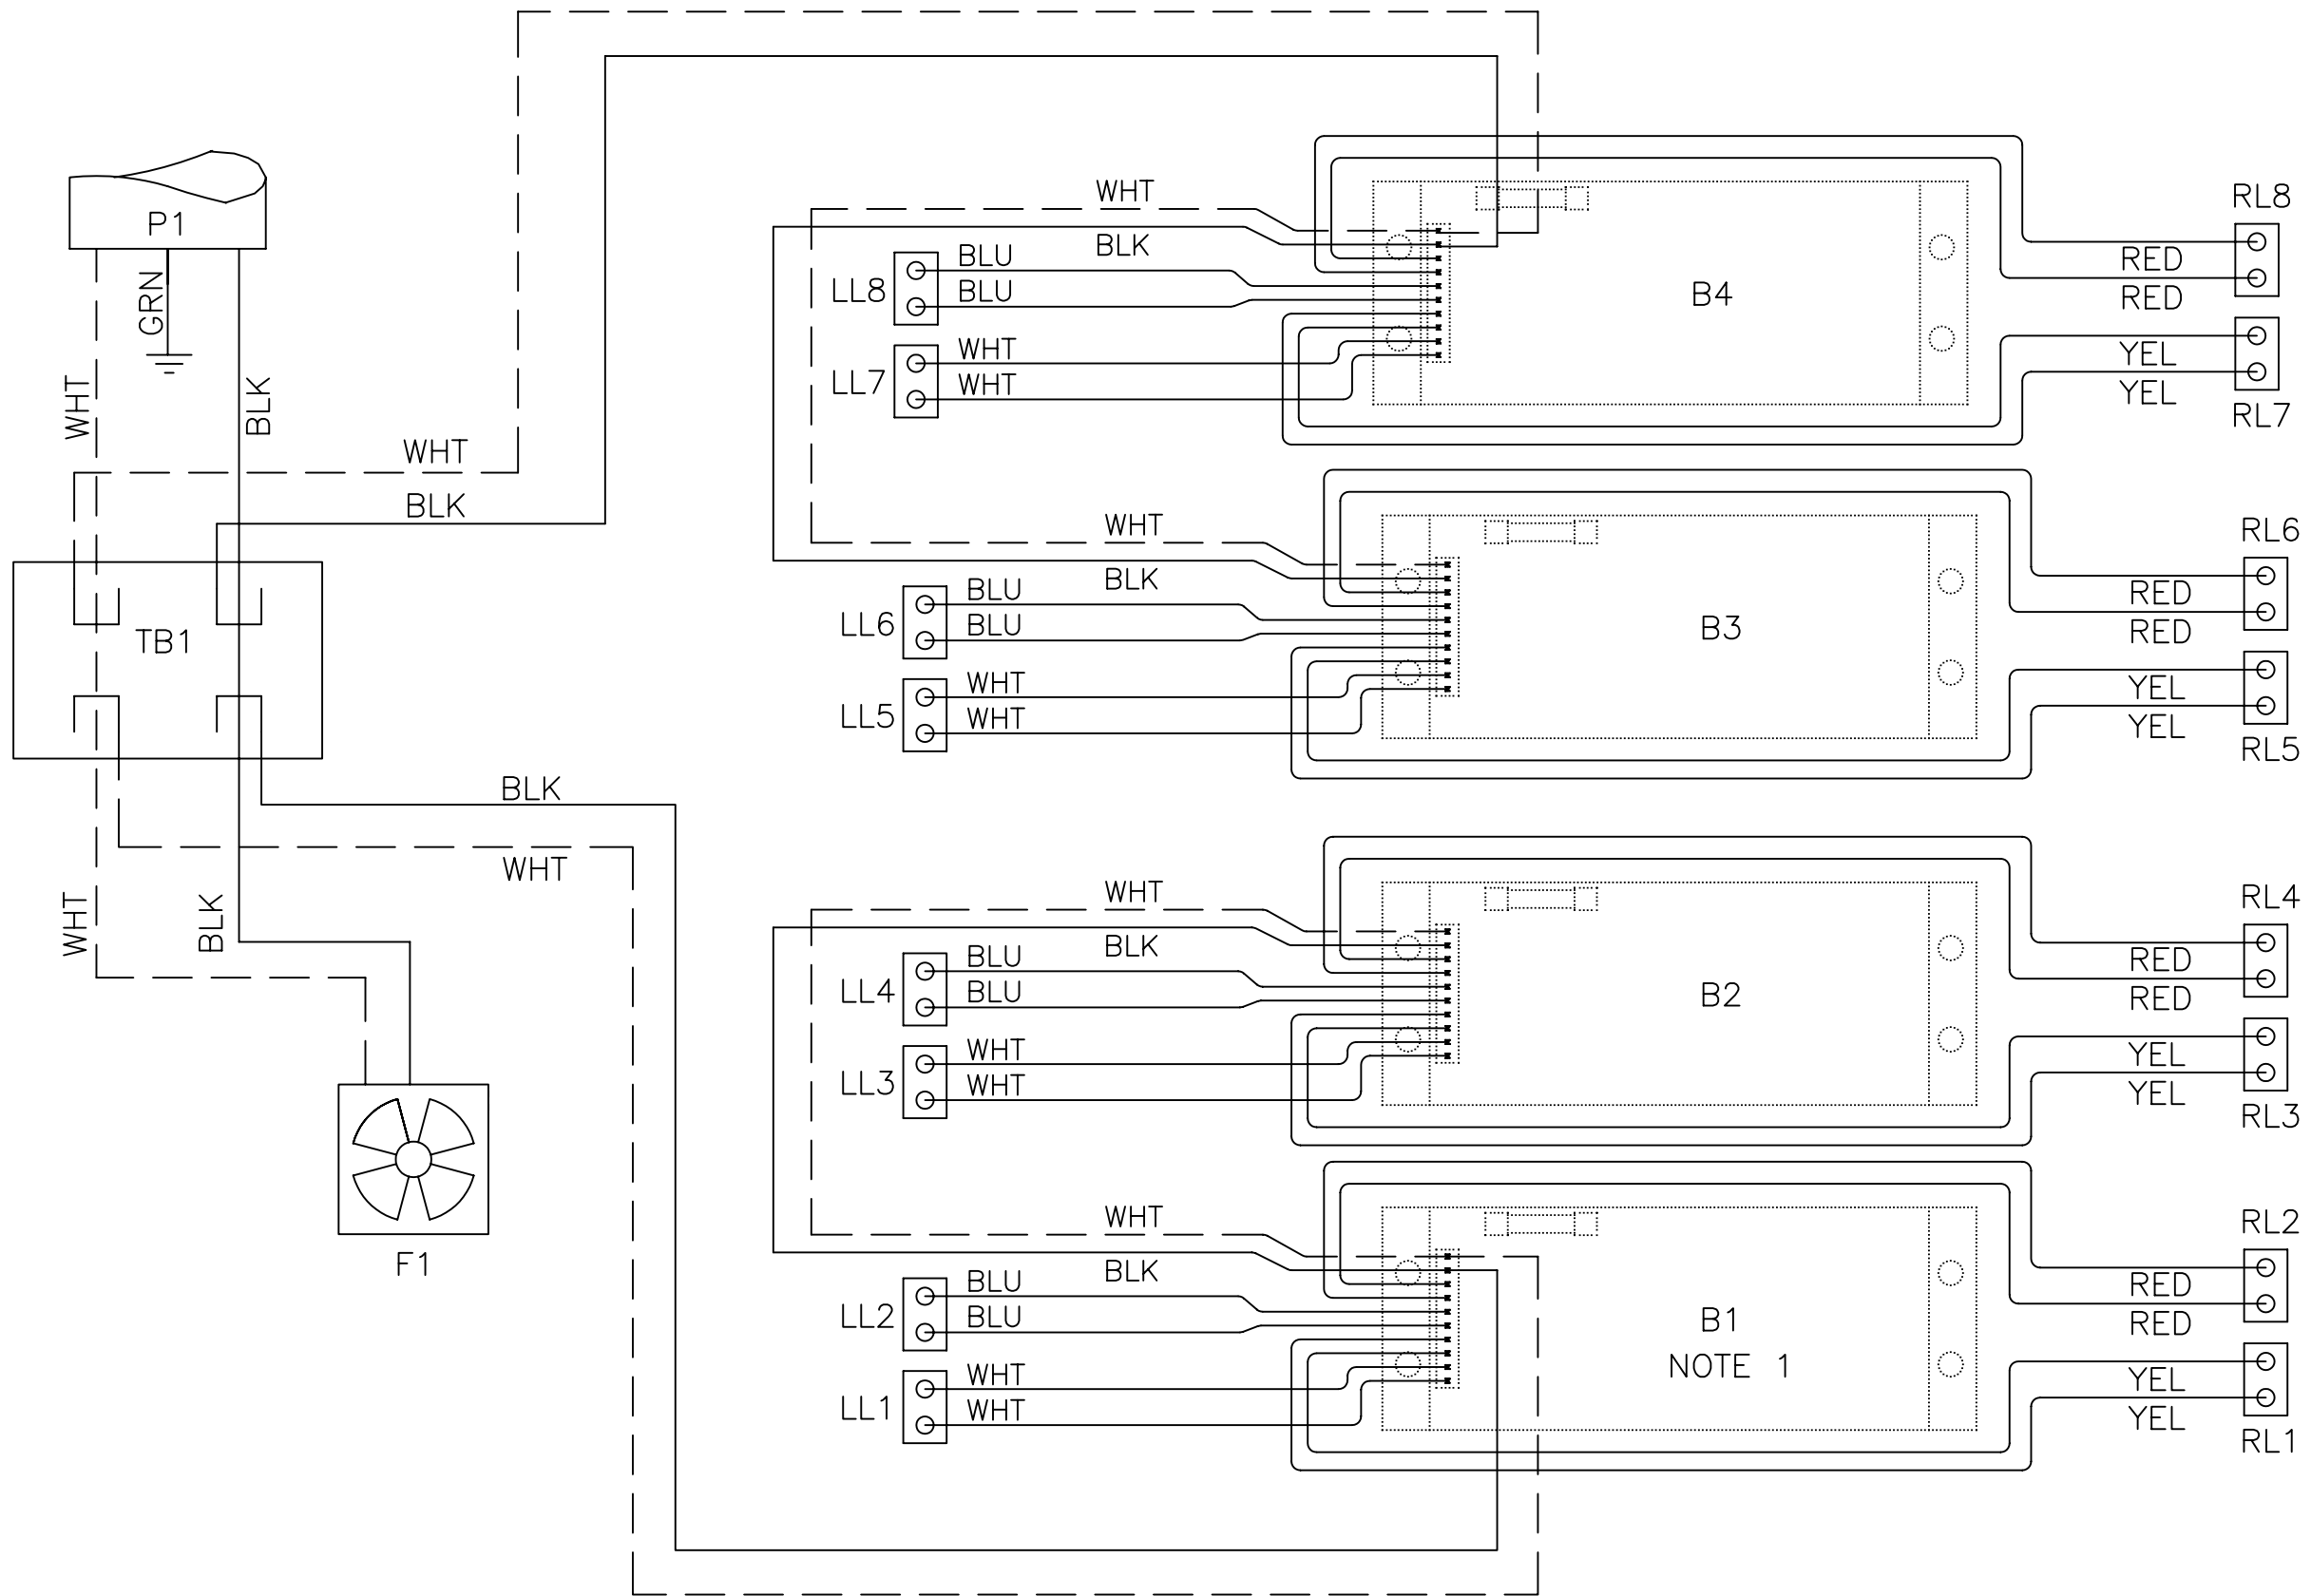 P1
GRN
WHT
BLK
WHT
BLK
TB1
BLK
WHT
WHT
BLK
F1
WHT
BLK
LL8
BLU
BLU
LL7
WHT
WHT
B4
RL8
RED
RED
YEL
YEL
RL7
WHT
BLK
LL6
BLU
BLU
LL5
WHT
WHT
B3
RL6
RED
RED
YEL
YEL
RL5
WHT
BLK
LL4
BLU
BLU
LL3
WHT
WHT
B2
RL4
RED
RED
YEL
YEL
RL3
WHT
BLK
LL2
BLU
BLU
LL1
WHT
WHT
B1
NOTE 1
RL2
RED
RED
YEL
YEL
RL1